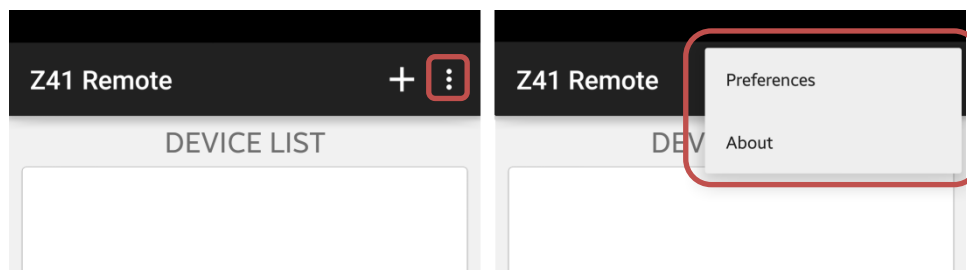 Z41 Remote
DEVICE LIST
Z41 Remote
Preferences
DEV
About